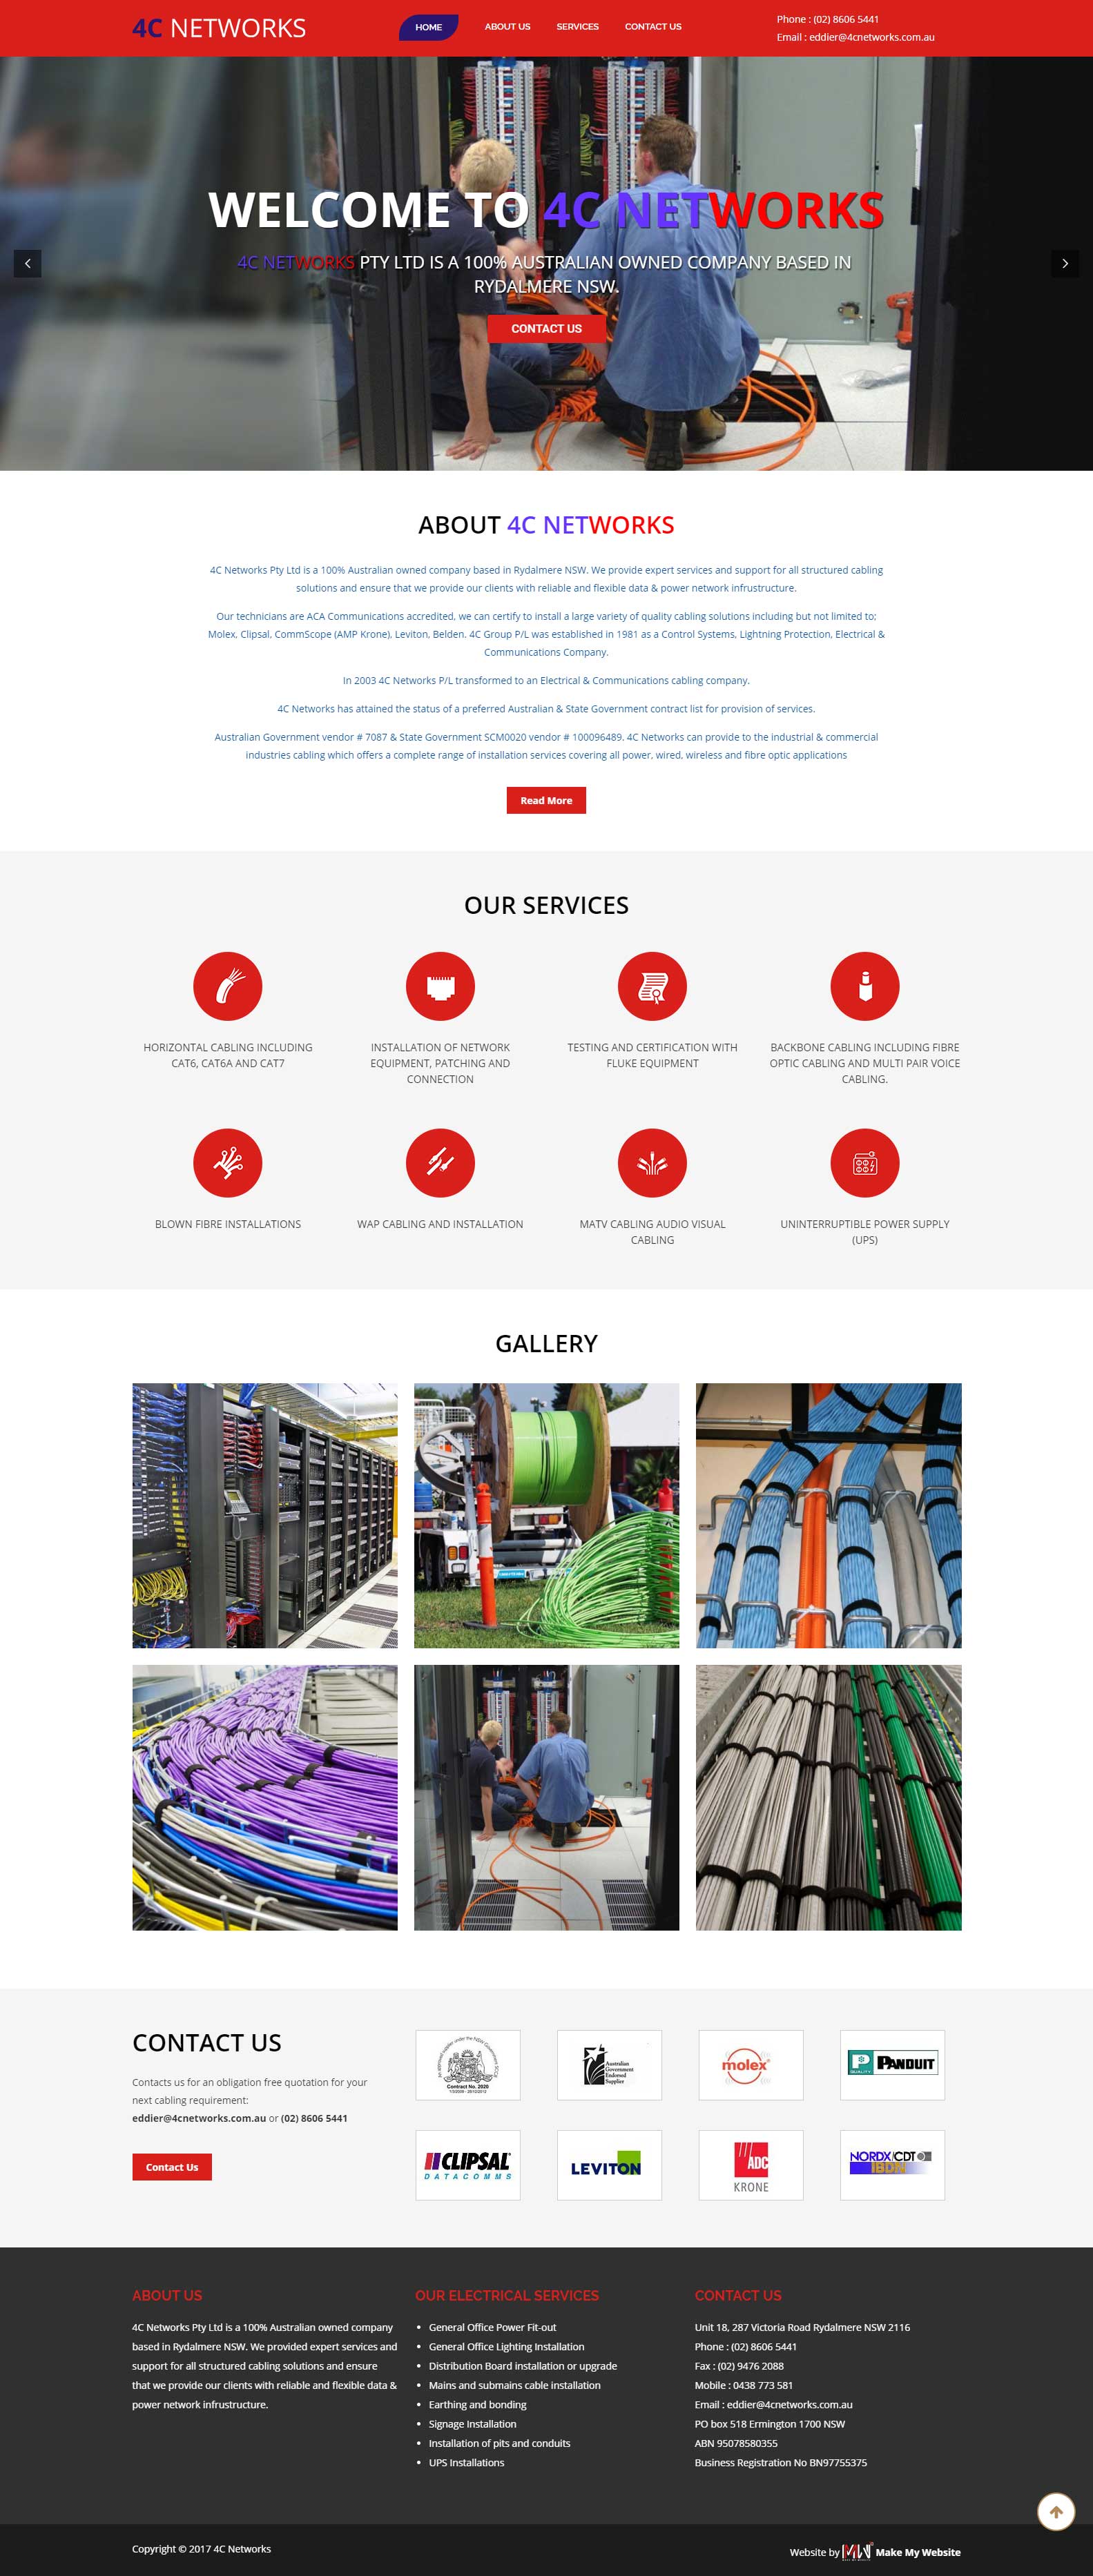 4C NETWORKS
HOME
ABOUT US
SERVICES
CONTACT US
Phone : (02) 8606 5441
Email : eddier@4cnetworks.com.au
WELCOME TO 4C NETWORKS
4C NETWORKS PTY LTD IS A 100% AUSTRALIAN OWNED COMPANY BASED IN
RYDALMERE NSW.
CONTACT US
ABOUT 4C NETWORKS
4C Networks Pty Ltd is a 100% Australian owned company based in Rydalmere NSW. We provide expert services and support for all structured cabling
solutions and ensure that we provide our clients with reliable and flexible data & power network infrustructure.
Our technicians are ACA Communications accredited, we can certify to install a large variety of quality cabling solutions including but not limited to;
Molex, Clipsal, CommScope (AMP Krone), Leviton, Belden. 4C Group P/L was established in 1981 as a Control Systems, Lightning Protection, Electrical &
Communications Company.
In 2003 4C Networks P/L transformed to an Electrical & Communications cabling company.
4C Networks has attained the status of a preferred Australian & State Government contract list for provision of services.
Australian Government vendor # 7087 & State Government SCM0020 vendor # 100096489. 4C Networks can provide to the industrial & commercial
industries cabling which offers a complete range of installation services covering all power, wired, wireless and fibre optic applications
Read More
OUR SERVICES
HORIZONTAL CABLING INCLUDING
CAT6, CAT6A AND CAT7
INSTALLATION OF NETWORK
EQUIPMENT, PATCHING AND
CONNECTION
TESTING AND CERTIFICATION WITH
FLUKE EQUIPMENT
BACKBONE CABLING INCLUDING FIBRE
OPTIC CABLING AND MULTI PAIR VOICE
CABLING.
BLOWN FIBRE INSTALLATIONS
WAP CABLING AND INSTALLATION
MATV CABLING AUDIO VISUAL
CABLING
UNINTERRUPTIBLE POWER SUPPLY
(UPS)
GALLERY
CONTACT US
Contacts us for an obligation free quotation for your
next cabling requirement:
eddier@4cnetworks.com.au or (02) 8606 5441
Contact Us
Contract No. 2020
Australian
Government
Endorsed
Supplier
molex
PANDUIT
CLIPSAL
DATACOMMS
LEVITON
ADC
KRONE
NORDX/CDT
IBDN
ABOUT US
4C Networks Pty Ltd is a 100% Australian owned company
based in Rydalmere NSW. We provided expert services and
support for all structured cabling solutions and ensure
that we provide our clients with reliable and flexible data &
power network infrustructure.
OUR ELECTRICAL SERVICES
General Office Power Fit-out
General Office Lighting Installation
Distribution Board installation or upgrade
Mains and submains cable installation
Earthing and bonding
Signage Installation
Installation of pits and conduits
UPS Installations
CONTACT US
Unit 18, 287 Victoria Road Rydalmere NSW 2116
Phone : (02) 8606 5441
Fax : (02) 9476 2088
Mobile : 0438 773 581
Email : eddier@4cnetworks.com.au
PO box 518 Ermington 1700 NSW
ABN 95078580355
Business Registration No BN97755375
Copyright © 2017 4C Networks
Website by MMW Make My Website